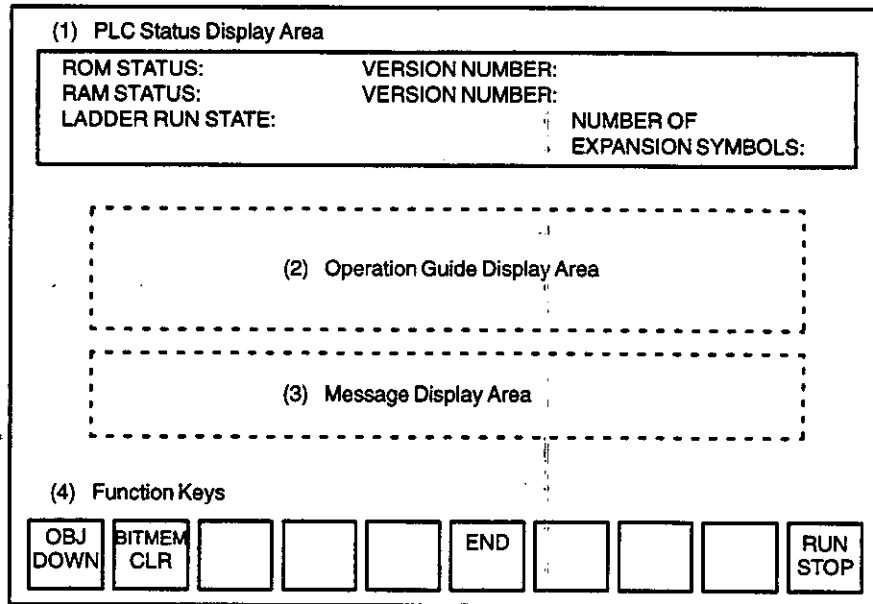 (1) PLC Status Display Area
ROM STATUS: VERSION NUMBER:
RAM STATUS: VERSION NUMBER:
LADDER RUN STATE: NUMBER OF
EXPANSION SYMBOLS:
(2) Operation Guide Display Area
(3) Message Display Area
(4) Function Keys
OBJ DOWN
BITMEM CLR
END
RUN STOP